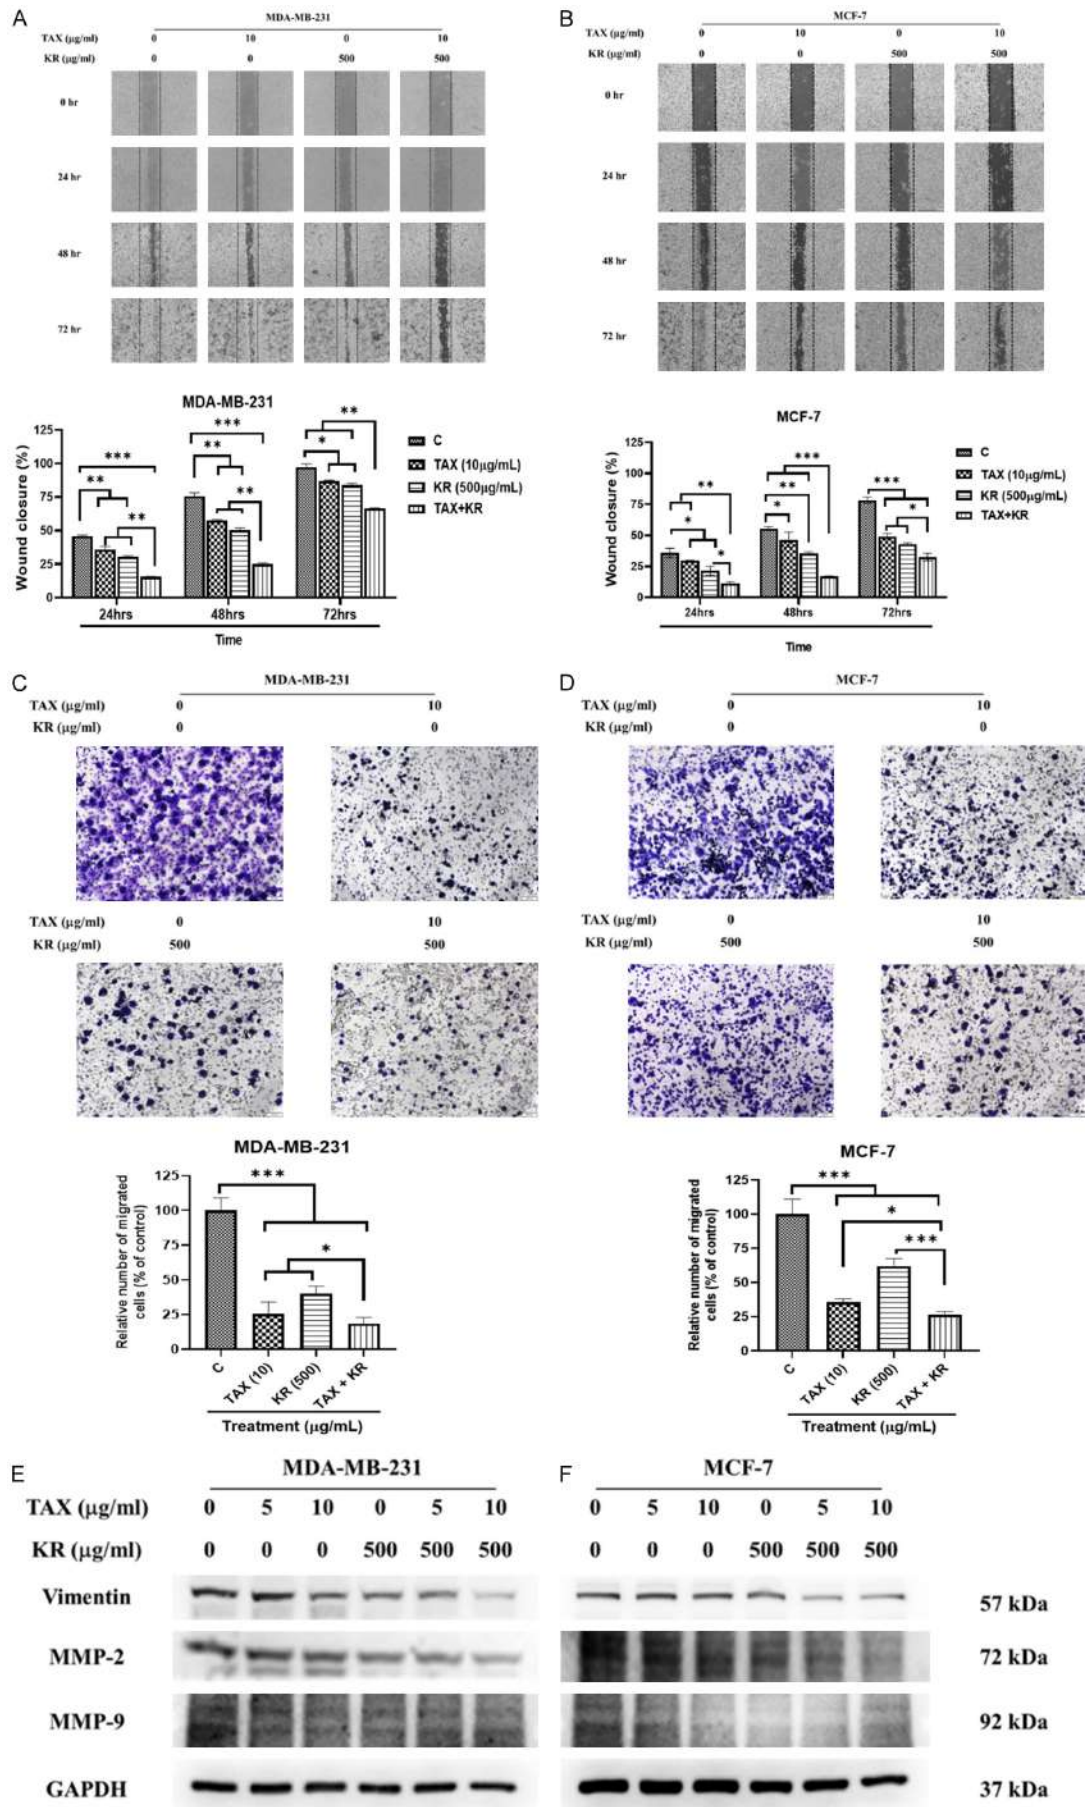 A
MDA-MB-231
TAX (μg/ml) 0 10 0 10
KR (μg/ml) 0 0 500 500
0 hr
24 hr
48 hr
72 hr
MDA-MB-231
Wound closure (%)
125
100
75
50
25
0
*** ** **
*** ** **
** *
24hrs 48hrs 72hrs
Time
C
TAX (10μg/mL)
KR (500μg/mL)
TAX+KR
B
MCF-7
TAX (μg/ml) 0 10 0 10
KR (μg/ml) 0 0 500 500
0 hr
24 hr
48 hr
72 hr
MCF-7
Wound closure (%)
125
100
75
50
25
0
** * *
*** ** *
*** *
24hrs 48hrs 72hrs
Time
C
TAX (10μg/mL)
KR (500μg/mL)
TAX+KR
C
MDA-MB-231
TAX (μg/ml) 0 10
KR (μg/ml) 0 0
TAX (μg/ml) 0 10
KR (μg/ml) 500 500
MDA-MB-231
Relative number of migrated
cells (% of control)
125
100
75
50
25
0
***
*
C TAX (10) KR (500) TAX + KR
Treatment (μg/mL)
D
MCF-7
TAX (μg/ml) 0 10
KR (μg/ml) 0 0
TAX (μg/ml) 0 10
KR (μg/ml) 500 500
MCF-7
Relative number of migrated
cells (% of control)
125
100
75
50
25
0
***
*
***
C TAX (10) KR (500) TAX + KR
Treatment (μg/mL)
E
MDA-MB-231
F
MCF-7
TAX (μg/ml) 0 5 10 0 5 10 0 5 10 0 5 10
KR (μg/ml) 0 0 0 500 500 500 0 0 0 500 500 500
Vimentin 57 kDa
MMP-2 72 kDa
MMP-9 92 kDa
GAPDH 37 kDa